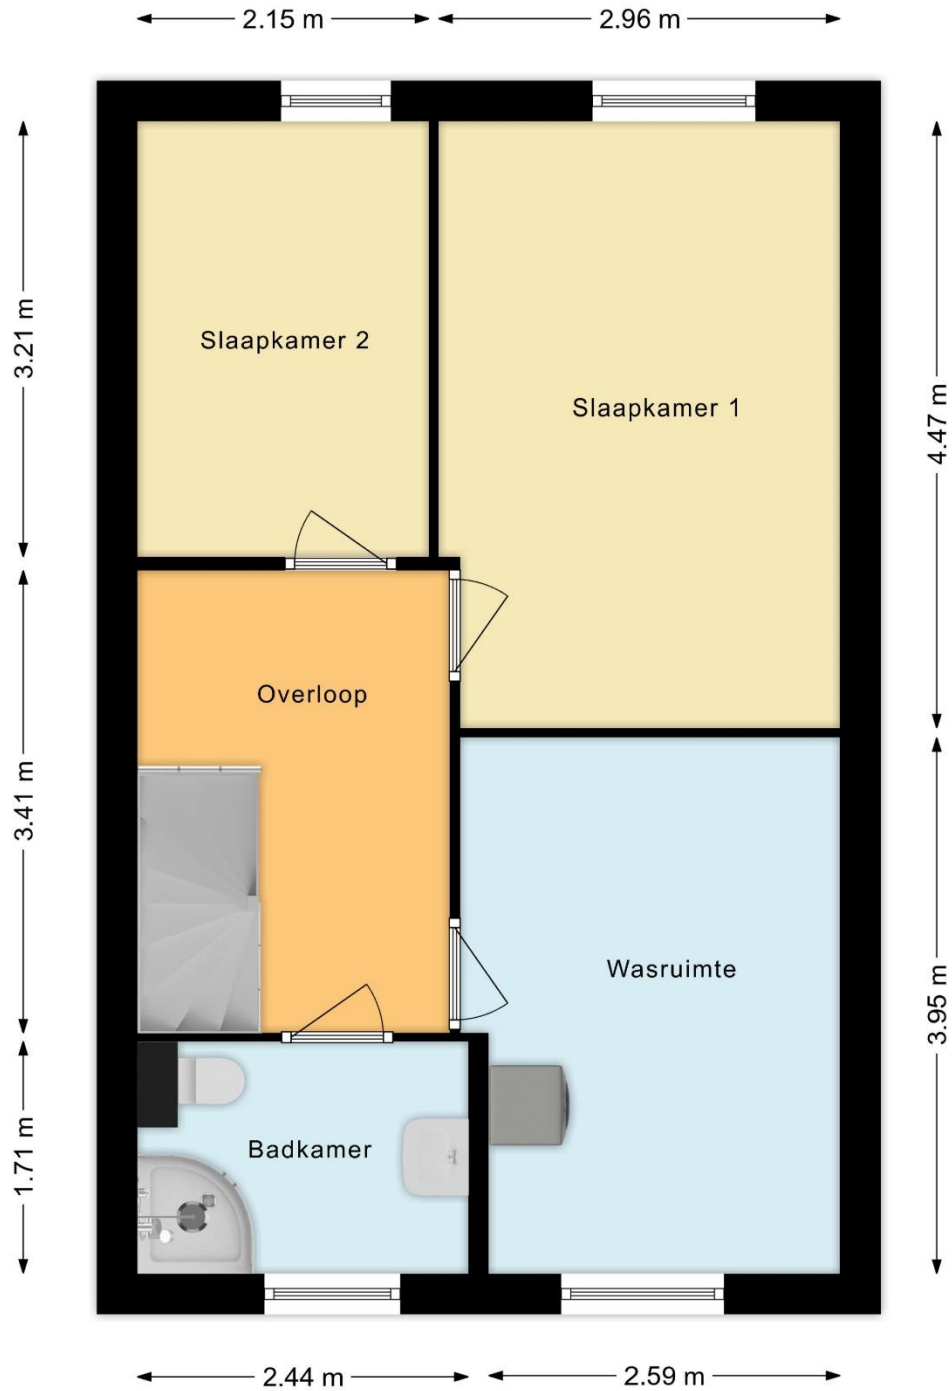 2.15 m
2.96 m
3.21 m
Slaapkamer 2
Slaapkamer 1
4.47 m
Overloop
3.41 m
Wasruimte
3.95 m
1.71 m
Badkamer
2.44 m
2.59 m